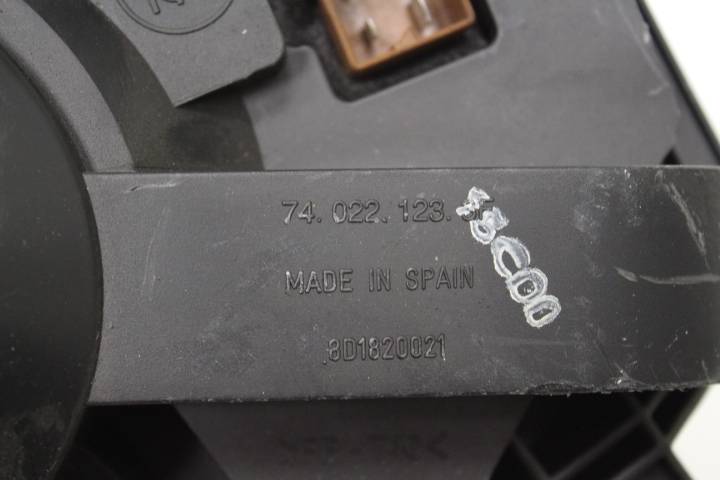 74. 022. 123.
MADE IN SPAIN
8D1820021